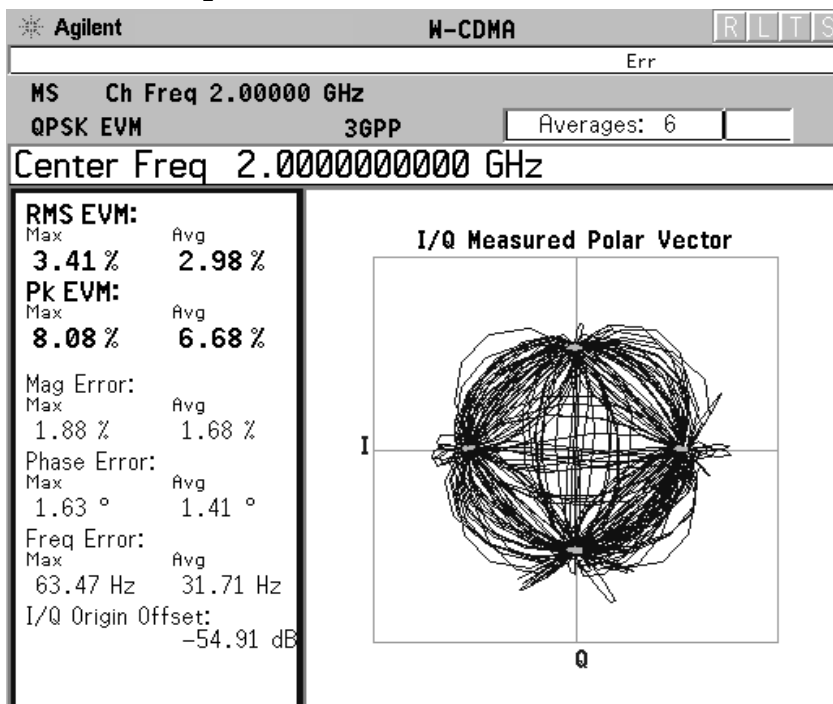 Agilent W-CDMA R L T S
Err
MS Ch Freq 2.00000 GHz
QPSK EVM 3GPP Averages: 6
Center Freq 2.0000000000 GHz
RMS EVM:
Max Avg
3.41 % 2.98 %
Pk EVM:
Max Avg
8.08 % 6.68 %
Mag Error:
Max Avg
1.88 % 1.68 %
Phase Error:
Max Avg
1.63 ° 1.41 °
Freq Error:
Max Avg
63.47 Hz 31.71 Hz
I/Q Origin Offset:
-54.91 dB
I/Q Measured Polar Vector
I
Q